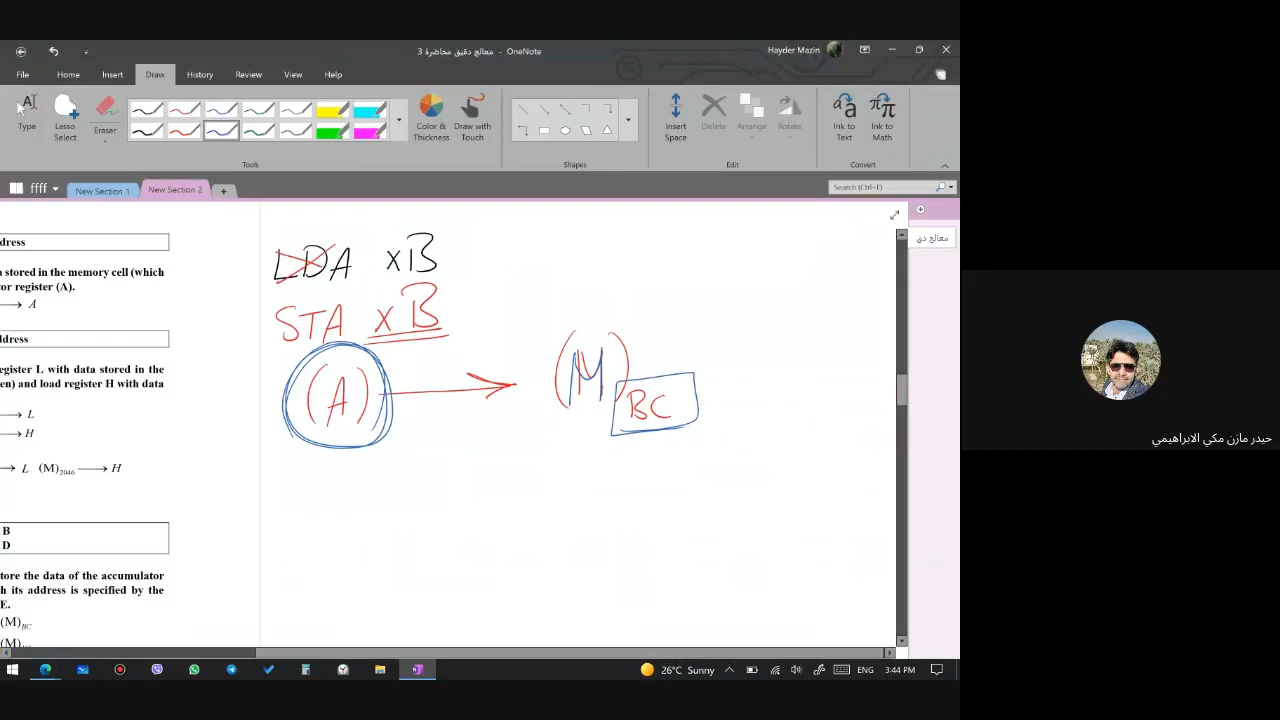 معالج دقيق محاضرة 3 - OneNote
Hayder Mazin
File Home Insert Draw History Review View Help
Type
Lasso Select
Eraser
Color & Thickness
Draw with Touch
Insert Space
Delete
Arrange
Rotate
Ink to Text
Ink to Math
Tools Shapes Edit Convert
ffff New Section 1 New Section 2 +
Search (Ctrl+E)
معالج دق
dress
a stored in the memory cell (which
tor register (A).
→ A
ddress
register L with data stored in the
en) and load register H with data
→ L
→ H
→ L (M)2046 → H
B
D
tore the data of the accumulator
h its address is specified by the
E.
(M)BC
LDA XB
STA XB
(A) → (M)BC
حيدر مازن مكي الابراهيمي
26°C Sunny ENG 3:44 PM